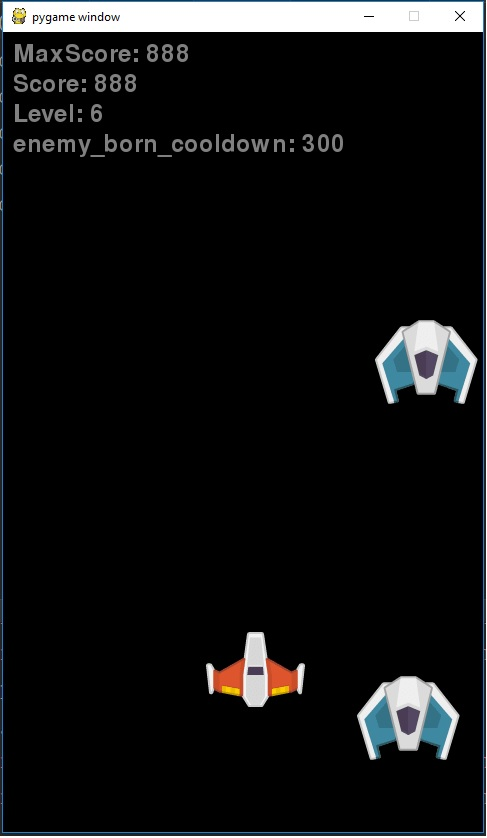 pygame window
MaxScore: 888
Score: 888
Level: 6
enemy_born_cooldown: 300